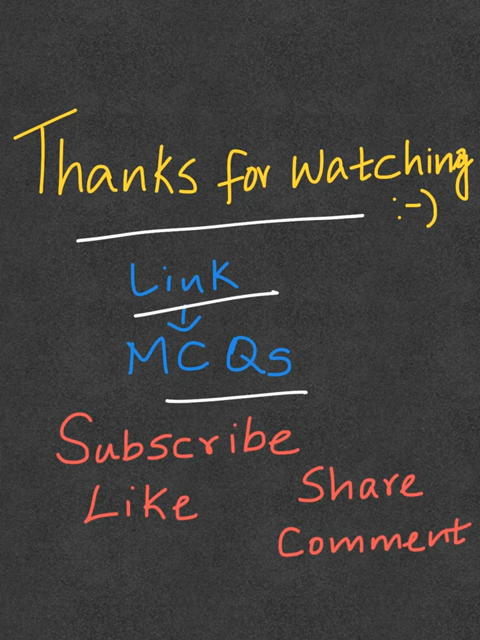 Thanks for watching
:-)
Link
↓
MCQs
Subscribe
Like
Share
Comment